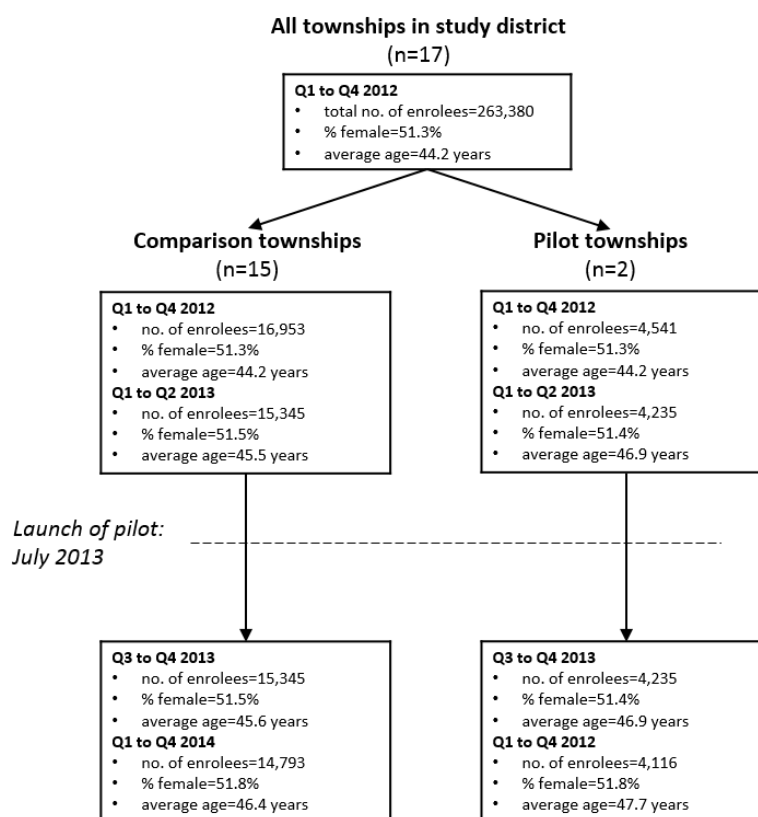 All townships in study district
(n=17)
Q1 to Q4 2012
• total no. of enrolees=263,380
• % female=51.3%
• average age=44.2 years
Comparison townships
(n=15)
Q1 to Q4 2012
• no. of enrolees=16,953
• % female=51.3%
• average age=44.2 years
Q1 to Q2 2013
• no. of enrolees=15,345
• % female=51.5%
• average age=45.5 years
Pilot townships
(n=2)
Q1 to Q4 2012
• no. of enrolees=4,541
• % female=51.3%
• average age=44.2 years
Q1 to Q2 2013
• no. of enrolees=4,235
• % female=51.4%
• average age=46.9 years
Launch of pilot:
July 2013
Q3 to Q4 2013
• no. of enrolees=15,345
• % female=51.5%
• average age=45.6 years
Q1 to Q4 2014
• no. of enrolees=14,793
• % female=51.8%
• average age=46.4 years
Q3 to Q4 2013
• no. of enrolees=4,235
• % female=51.4%
• average age=46.9 years
Q1 to Q4 2012
• no. of enrolees=4,116
• % female=51.8%
• average age=47.7 years